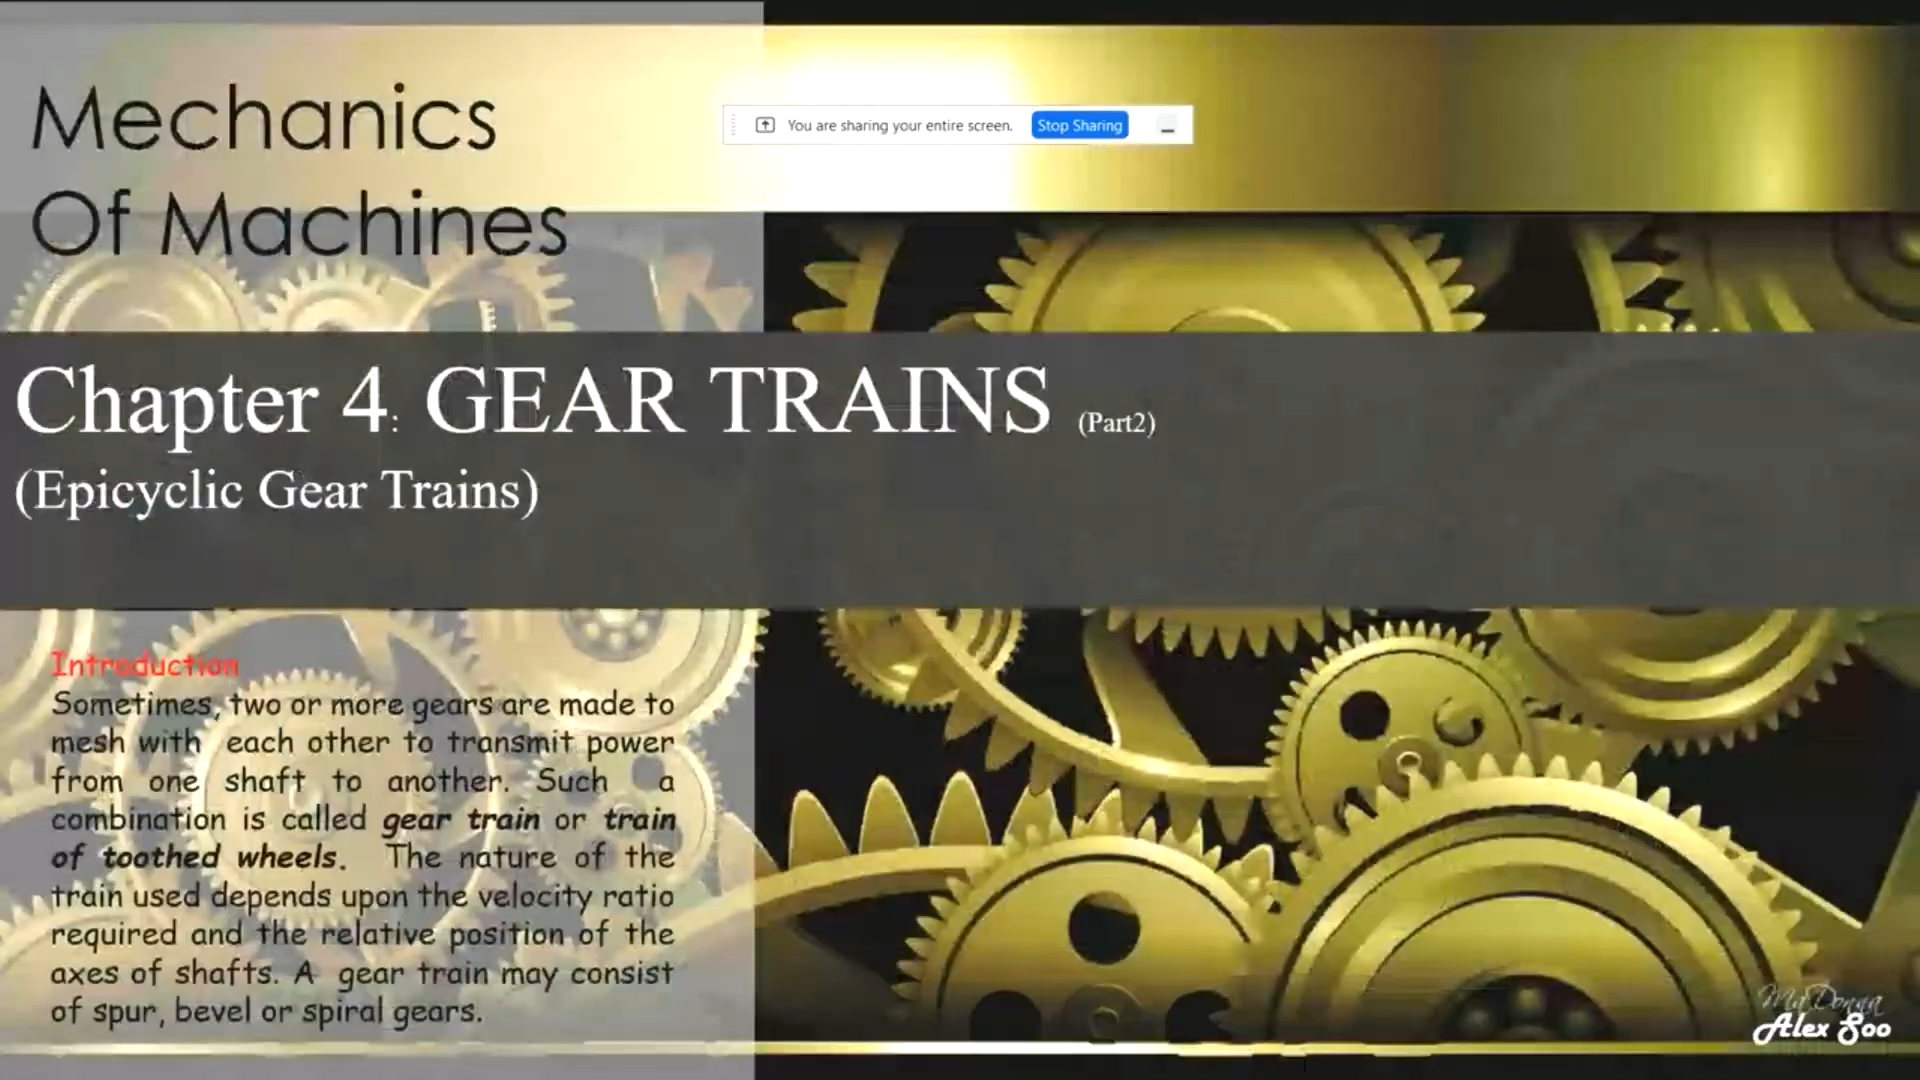 Mechanics
Of Machines
You are sharing your entire screen. Stop Sharing
Chapter 4: GEAR TRAINS (Part2)
(Epicyclic Gear Trains)
Introduction
Sometimes, two or more gears are made to
mesh with each other to transmit power
from one shaft to another. Such a
combination is called gear train or train
of toothed wheels. The nature of the
train used depends upon the velocity ratio
required and the relative position of the
axes of shafts. A gear train may consist
of spur, bevel or spiral gears.
MaDonna
Alex Soo